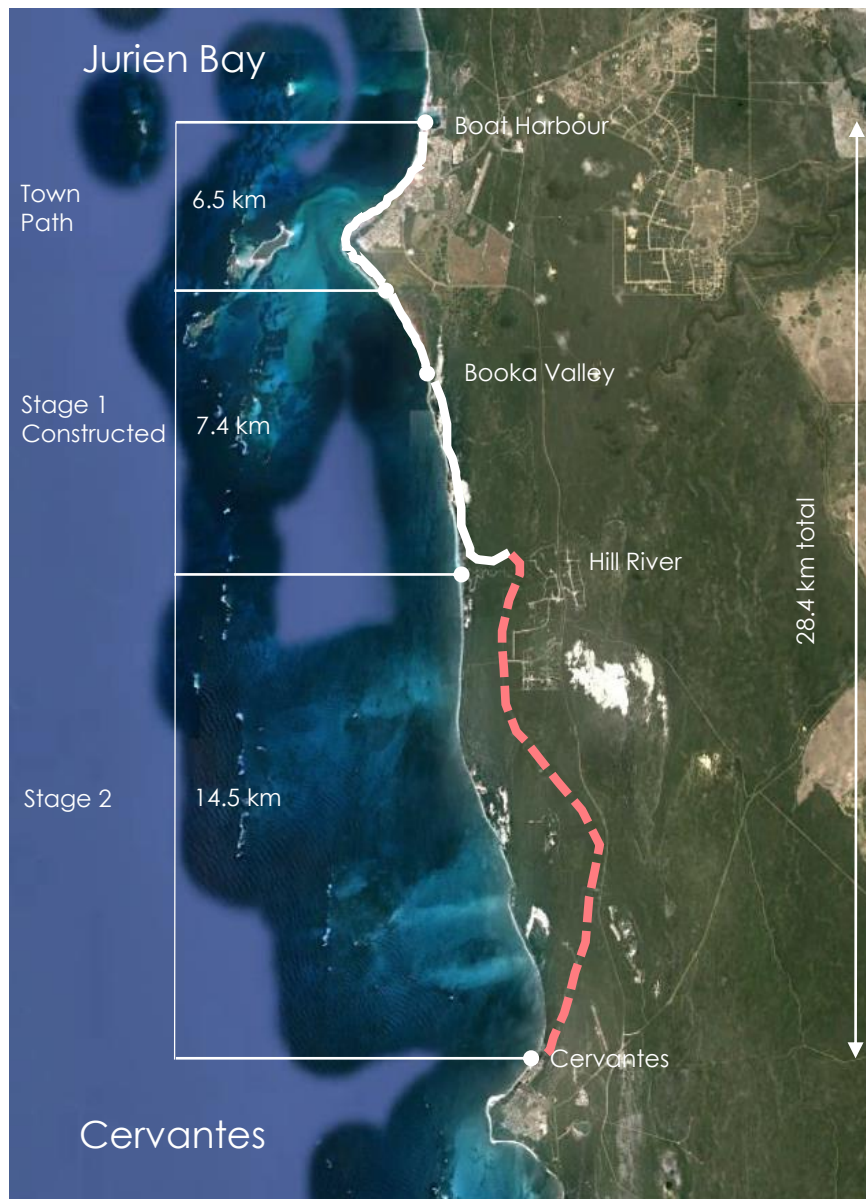 Jurien Bay
Boat Harbour
Town
Path
6.5 km
Booka Valley
Stage 1
Constructed
7.4 km
Hill River
28.4 km total
Stage 2
14.5 km
Cervantes
Cervantes